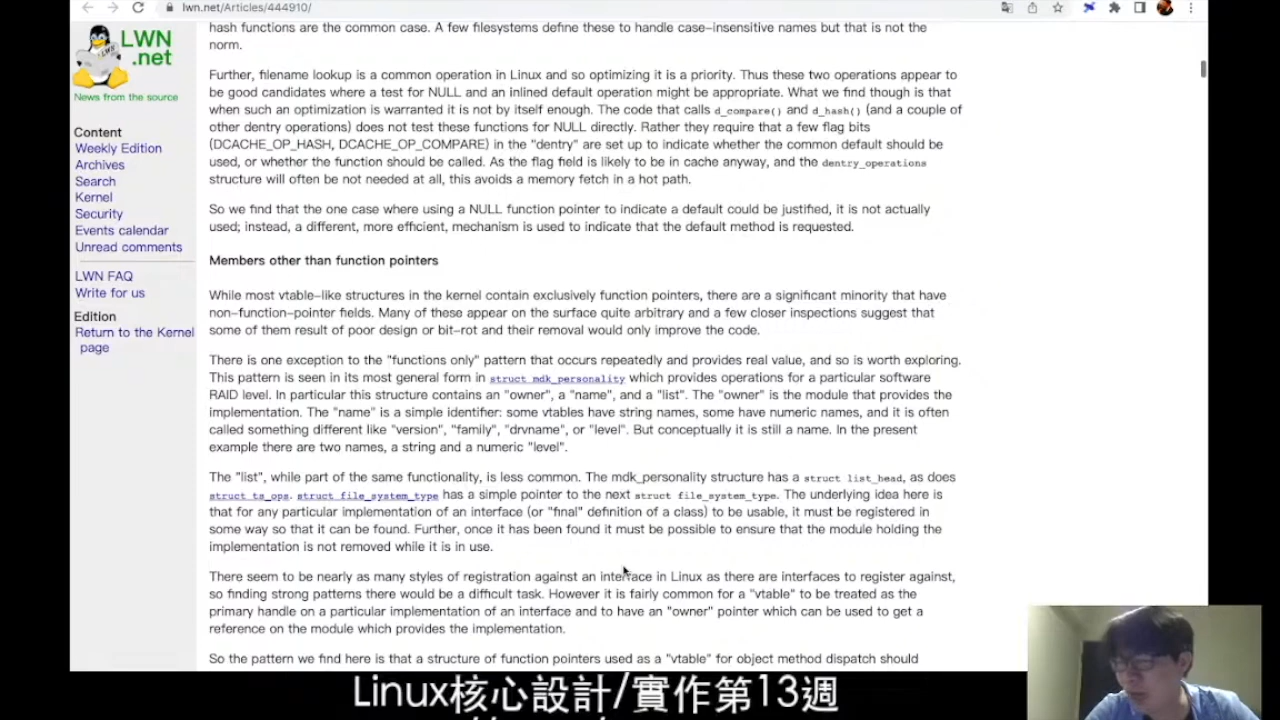 lwn.net/Articles/444910/
LWN
.net
News from the source
Content
Weekly Edition
Archives
Search
Kernel
Security
Events calendar
Unread comments
LWN FAQ
Write for us
Edition
Return to the Kernel
page
hash functions are the common case. A few filesystems define these to handle case-insensitive names but that is not the
norm.
Further, filename lookup is a common operation in Linux and so optimizing it is a priority. Thus these two operations appear to
be good candidates where a test for NULL and an inlined default operation might be appropriate. What we find though is that
when such an optimization is warranted it is not by itself enough. The code that calls d_compare() and d_hash() (and a couple of
other dentry operations) does not test these functions for NULL directly. Rather they require that a few flag bits
(DCACHE_OP_HASH, DCACHE_OP_COMPARE) in the "dentry" are set up to indicate whether the common default should be
used, or whether the function should be called. As the flag field is likely to be in cache anyway, and the dentry_operations
structure will often be not needed at all, this avoids a memory fetch in a hot path.
So we find that the one case where using a NULL function pointer to indicate a default could be justified, it is not actually
used; instead, a different, more efficient, mechanism is used to indicate that the default method is requested.
Members other than function pointers
While most vtable-like structures in the kernel contain exclusively function pointers, there are a significant minority that have
non-function-pointer fields. Many of these appear on the surface quite arbitrary and a few closer inspections suggest that
some of them result of poor design or bit-rot and their removal would only improve the code.
There is one exception to the "functions only" pattern that occurs repeatedly and provides real value, and so is worth exploring.
This pattern is seen in its most general form in struct mdk_personality which provides operations for a particular software
RAID level. In particular this structure contains an "owner", a "name", and a "list". The "owner" is the module that provides the
implementation. The "name" is a simple identifier: some vtables have string names, some have numeric names, and it is often
called something different like "version", "family", "drvname", or "level". But conceptually it is still a name. In the present
example there are two names, a string and a numeric "level".
The "list", while part of the same functionality, is less common. The mdk_personality structure has a struct list_head, as does
struct ts_ops. struct file_system_type has a simple pointer to the next struct file_system_type. The underlying idea here is
that for any particular implementation of an interface (or "final" definition of a class) to be usable, it must be registered in
some way so that it can be found. Further, once it has been found it must be possible to ensure that the module holding the
implementation is not removed while it is in use.
There seem to be nearly as many styles of registration against an interface in Linux as there are interfaces to register against,
so finding strong patterns there would be a difficult task. However it is fairly common for a "vtable" to be treated as the
primary handle on a particular implementation of an interface and to have an "owner" pointer which can be used to get a
reference on the module which provides the implementation.
So the pattern we find here is that a structure of function pointers used as a "vtable" for object method dispatch should
Linux核心設計/實作第13週